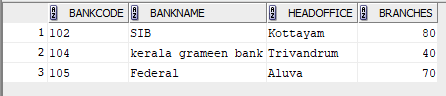 BANKCODE BANKNAME HEADOFFICE BRANCHES
1 102 SIB Kottayam 80
2 104 kerala grameen bank Trivandrum 40
3 105 Federal Aluva 70